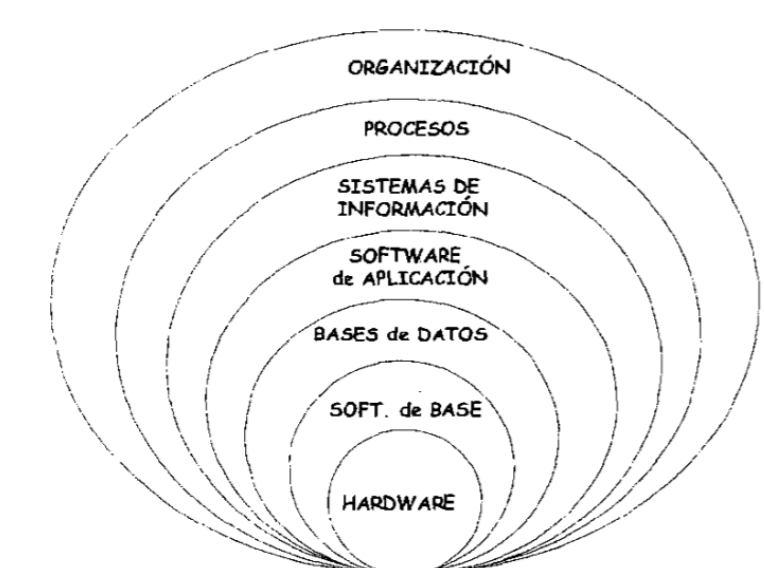 ORGANIZACIÓN
PROCESOS
SISTEMAS DE
INFORMACIÓN
SOFTWARE
de APLICACIÓN
BASES de DATOS
SOFT. de BASE
HARDWARE